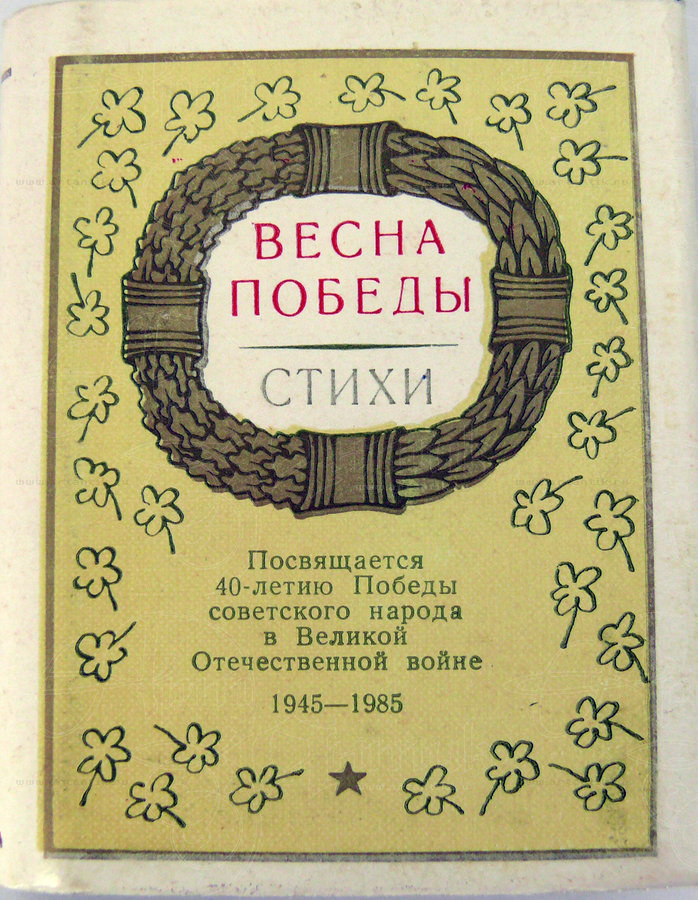 ВЕСНА
ПОБЕДЫ
СТИХИ
Посвящается
40-летию Победы
советского народа
в Великой
Отечественной войне
1945—1985